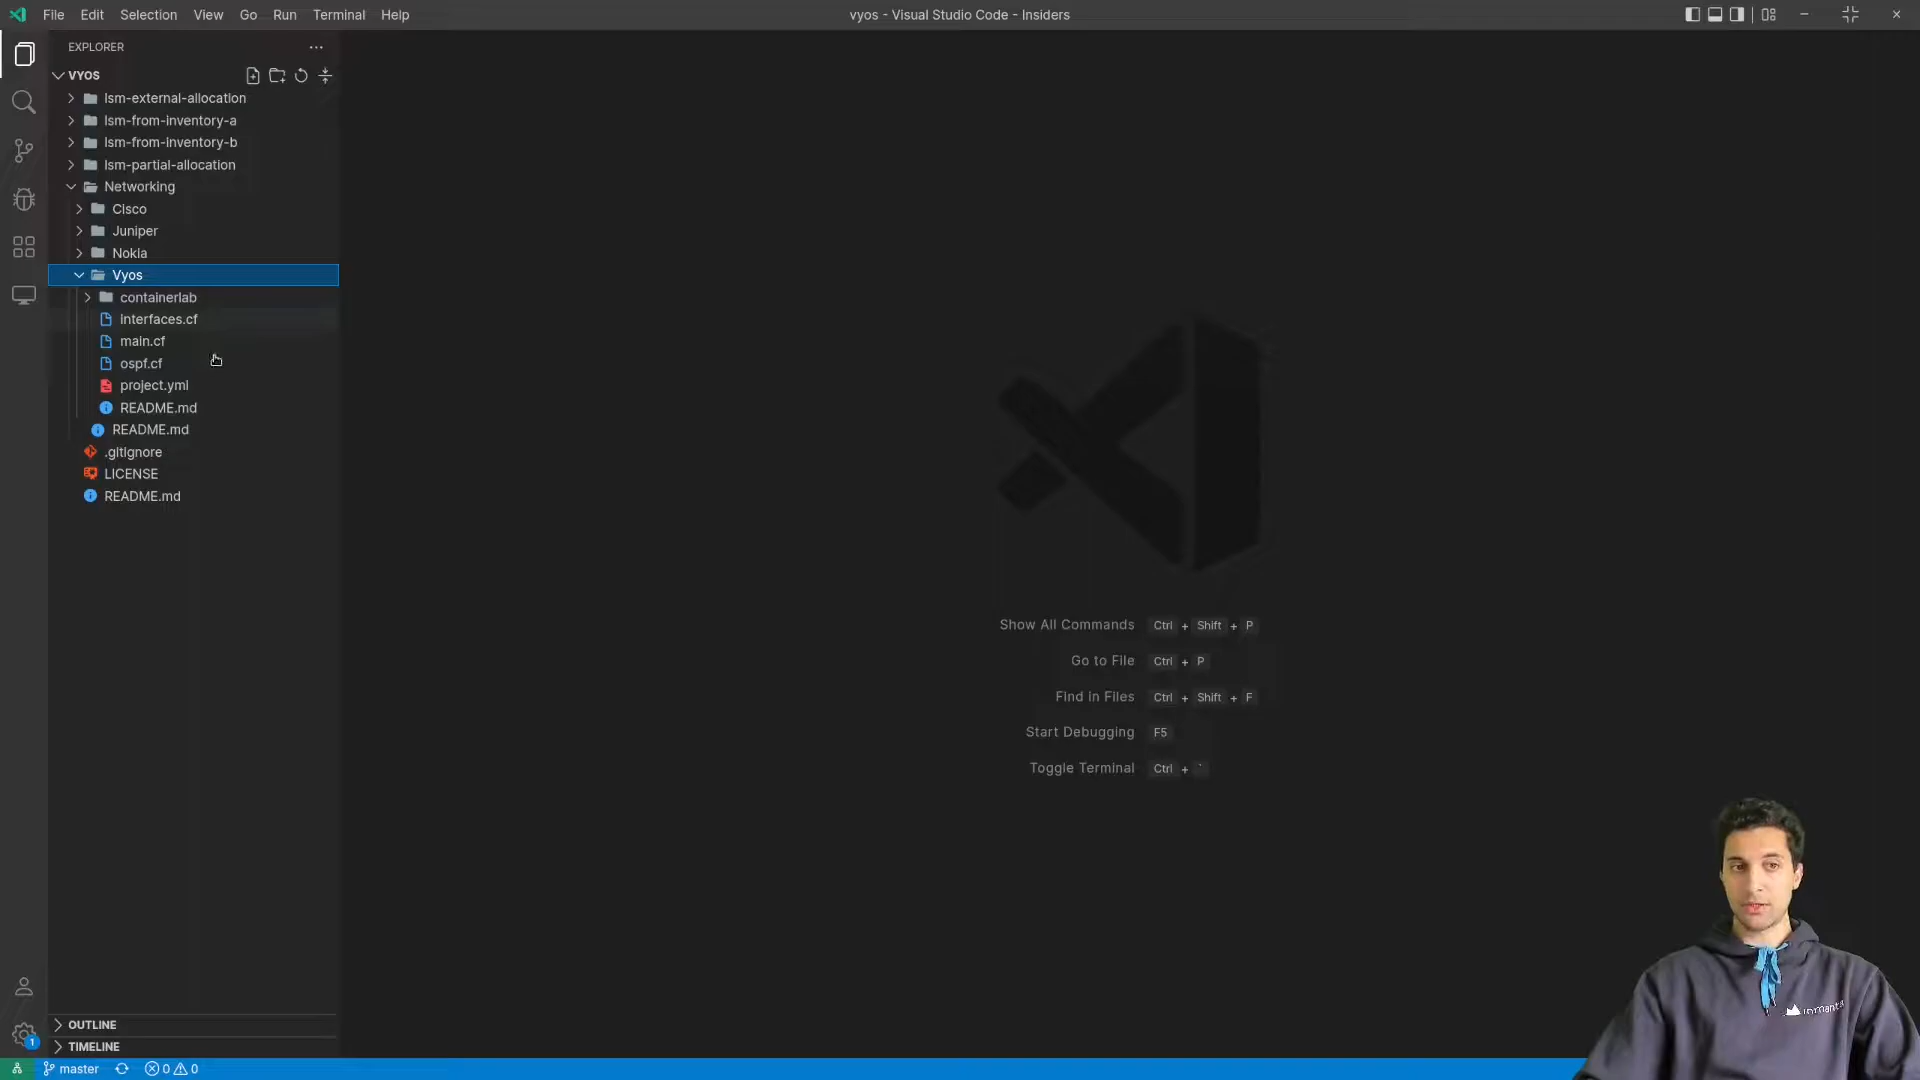 File Edit Selection View Go Run Terminal Help
vyos - Visual Studio Code - Insiders
EXPLORER
VYOS
lsm-external-allocation
lsm-from-inventory-a
lsm-from-inventory-b
lsm-partial-allocation
Networking
Cisco
Juniper
Nokia
Vyos
containerlab
interfaces.cf
main.cf
ospf.cf
project.yml
README.md
README.md
.gitignore
LICENSE
README.md
Show All Commands Ctrl + Shift + P
Go to File Ctrl + P
Find in Files Ctrl + Shift + F
Start Debugging F5
Toggle Terminal Ctrl + `
inmanta
OUTLINE
TIMELINE
1
master 0 0